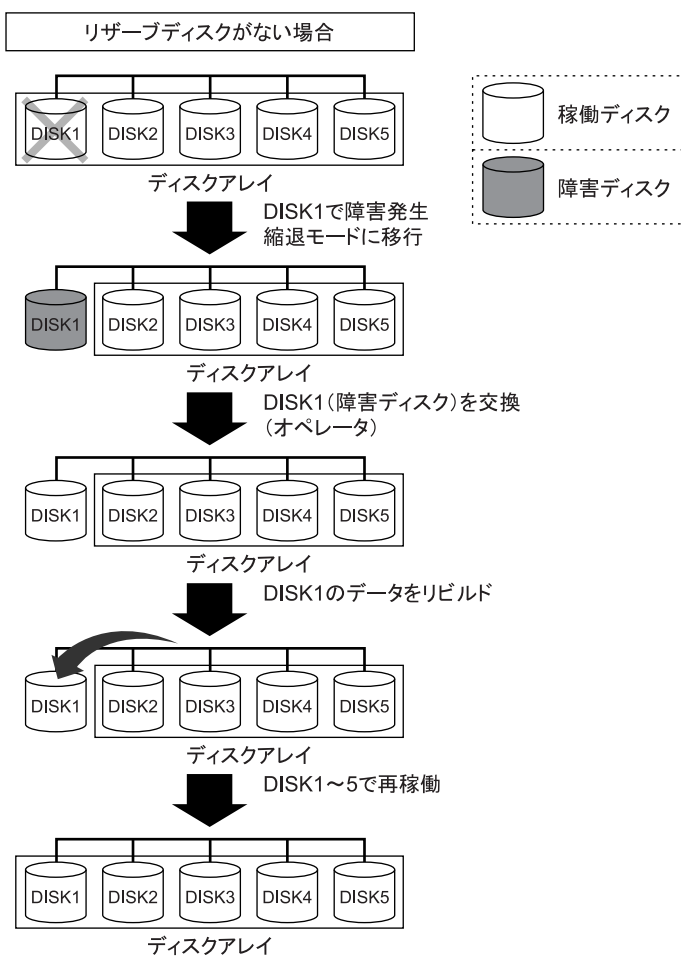 リザーブディスクがない場合
DISK1 DISK2 DISK3 DISK4 DISK5
ディスクアレイ
稼働ディスク
障害ディスク
DISK1で障害発生
縮退モードに移行
DISK1 DISK2 DISK3 DISK4 DISK5
ディスクアレイ
DISK1（障害ディスク）を交換
（オペレータ）
DISK1 DISK2 DISK3 DISK4 DISK5
ディスクアレイ
DISK1のデータをリビルド
DISK1 DISK2 DISK3 DISK4 DISK5
ディスクアレイ
DISK1～5で再稼働
DISK1 DISK2 DISK3 DISK4 DISK5
ディスクアレイ